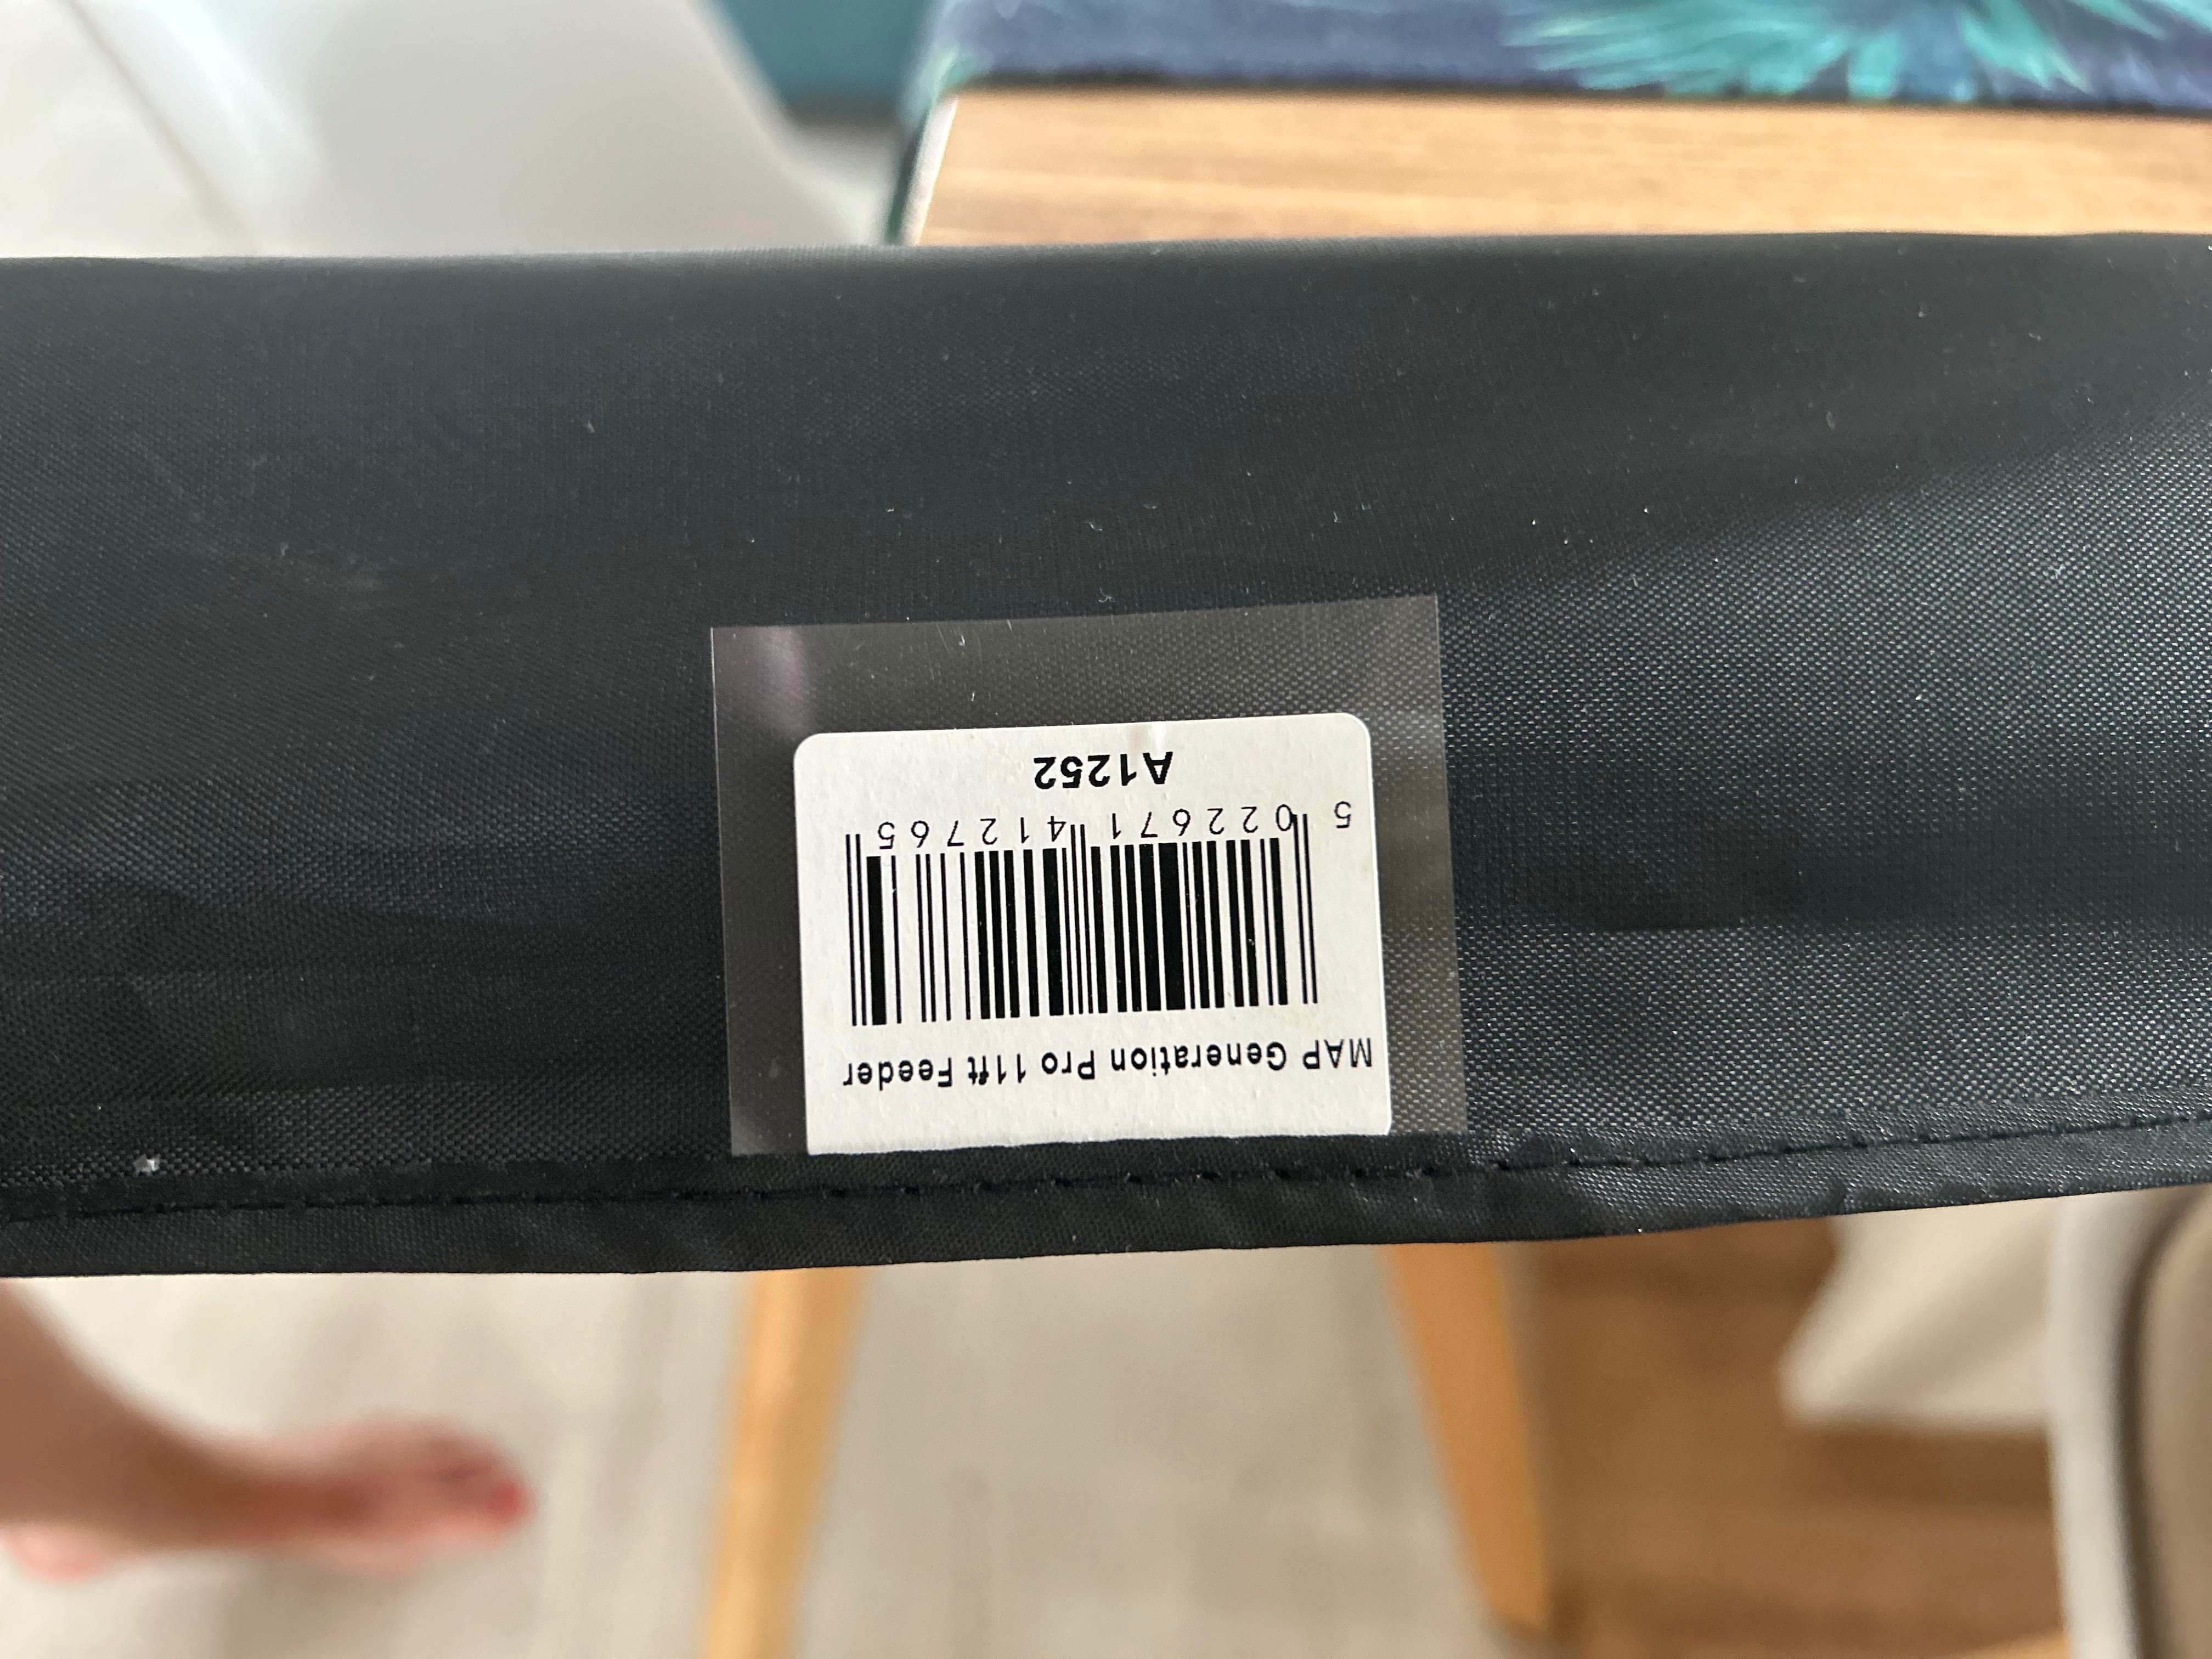 MAP Generation Pro 11ft Feeder
5 022671 412765
A1252